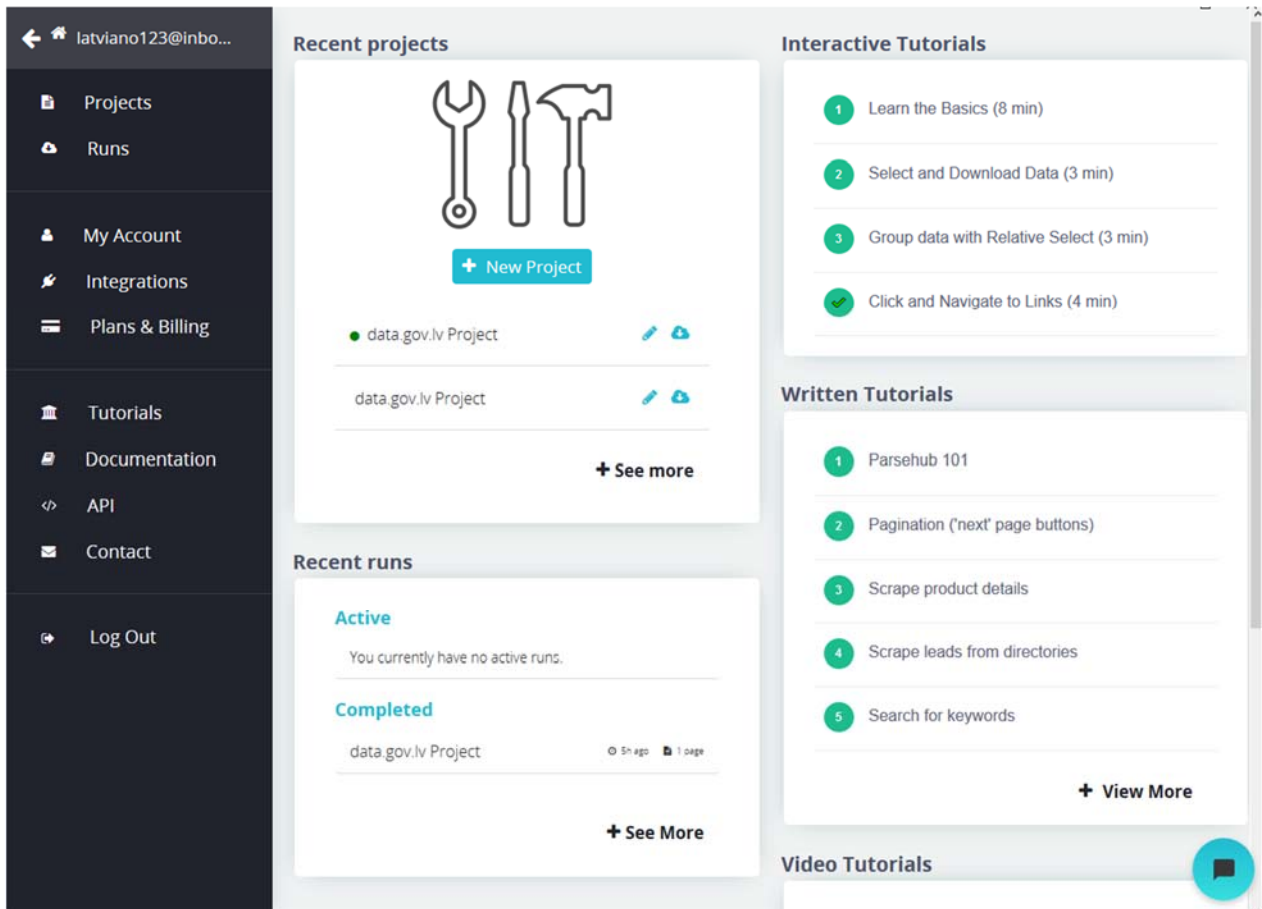 latviano123@inbo...
Projects
Runs
My Account
Integrations
Plans & Billing
Tutorials
Documentation
API
Contact
Log Out
Recent projects
+ New Project
data.gov.lv Project
data.gov.lv Project
+ See more
Recent runs
Active
You currently have no active runs.
Completed
data.gov.lv Project 5h ago 1 page
+ See More
Interactive Tutorials
1 Learn the Basics (8 min)
2 Select and Download Data (3 min)
3 Group data with Relative Select (3 min)
Click and Navigate to Links (4 min)
Written Tutorials
1 Parsehub 101
2 Pagination ('next' page buttons)
3 Scrape product details
4 Scrape leads from directories
5 Search for keywords
+ View More
Video Tutorials